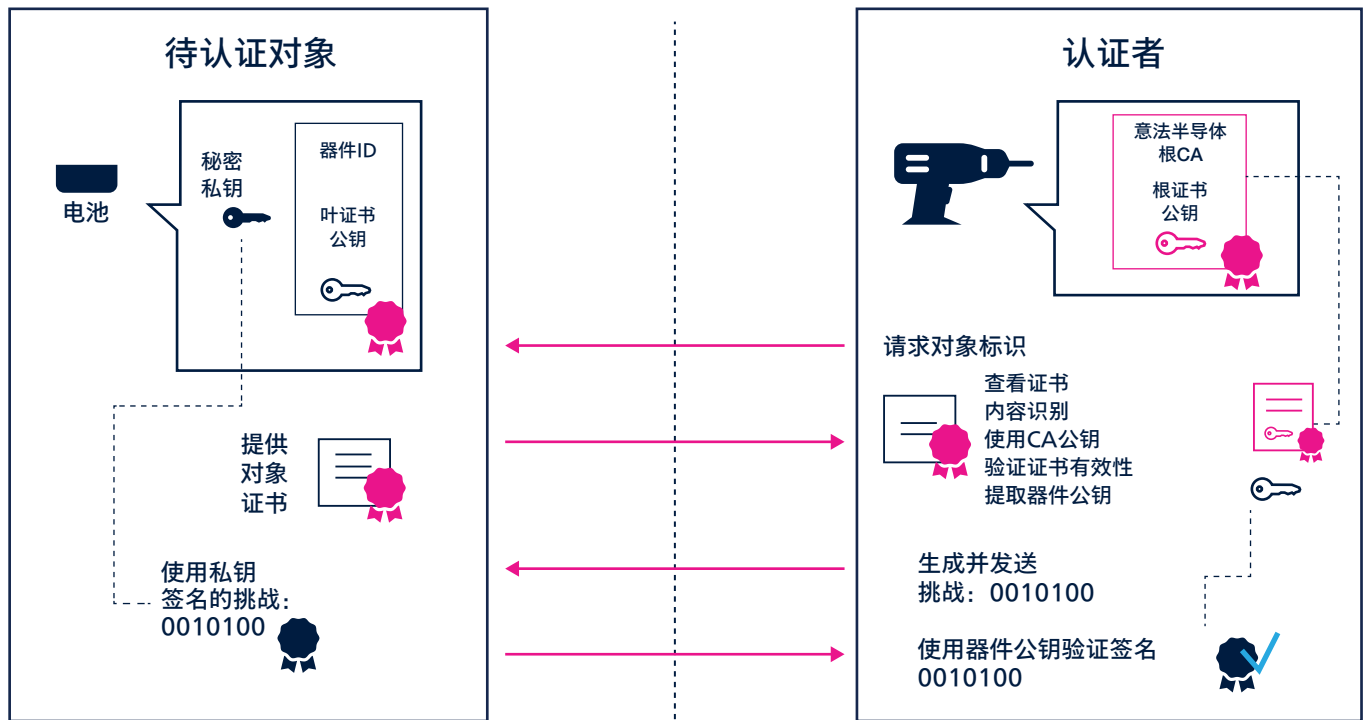 待认证对象
秘密
私钥
器件ID
叶证书
公钥
电池
提供
对象
证书
使用私钥
签名的挑战：
0010100
认证者
意法半导体
根CA
根证书
公钥
请求对象标识
查看证书
内容识别
使用CA公钥
验证证书有效性
提取器件公钥
生成并发送
挑战：0010100
使用器件公钥验证签名
0010100